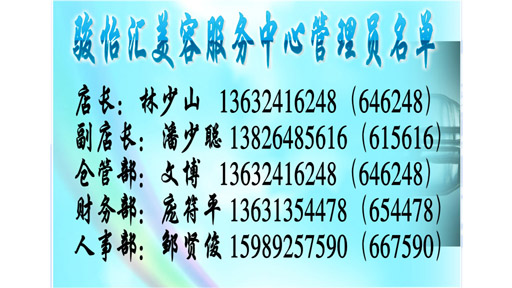 骏怡汇美容服务中心管理员名单
店长：林少山 13632416248（646248）
副店长：潘少聪 13826485616（615616）
仓管部：文博 13632416248（646248）
财务部：庞符平 13631354478（654478）
人事部：邹贤俊 15989257590（667590）